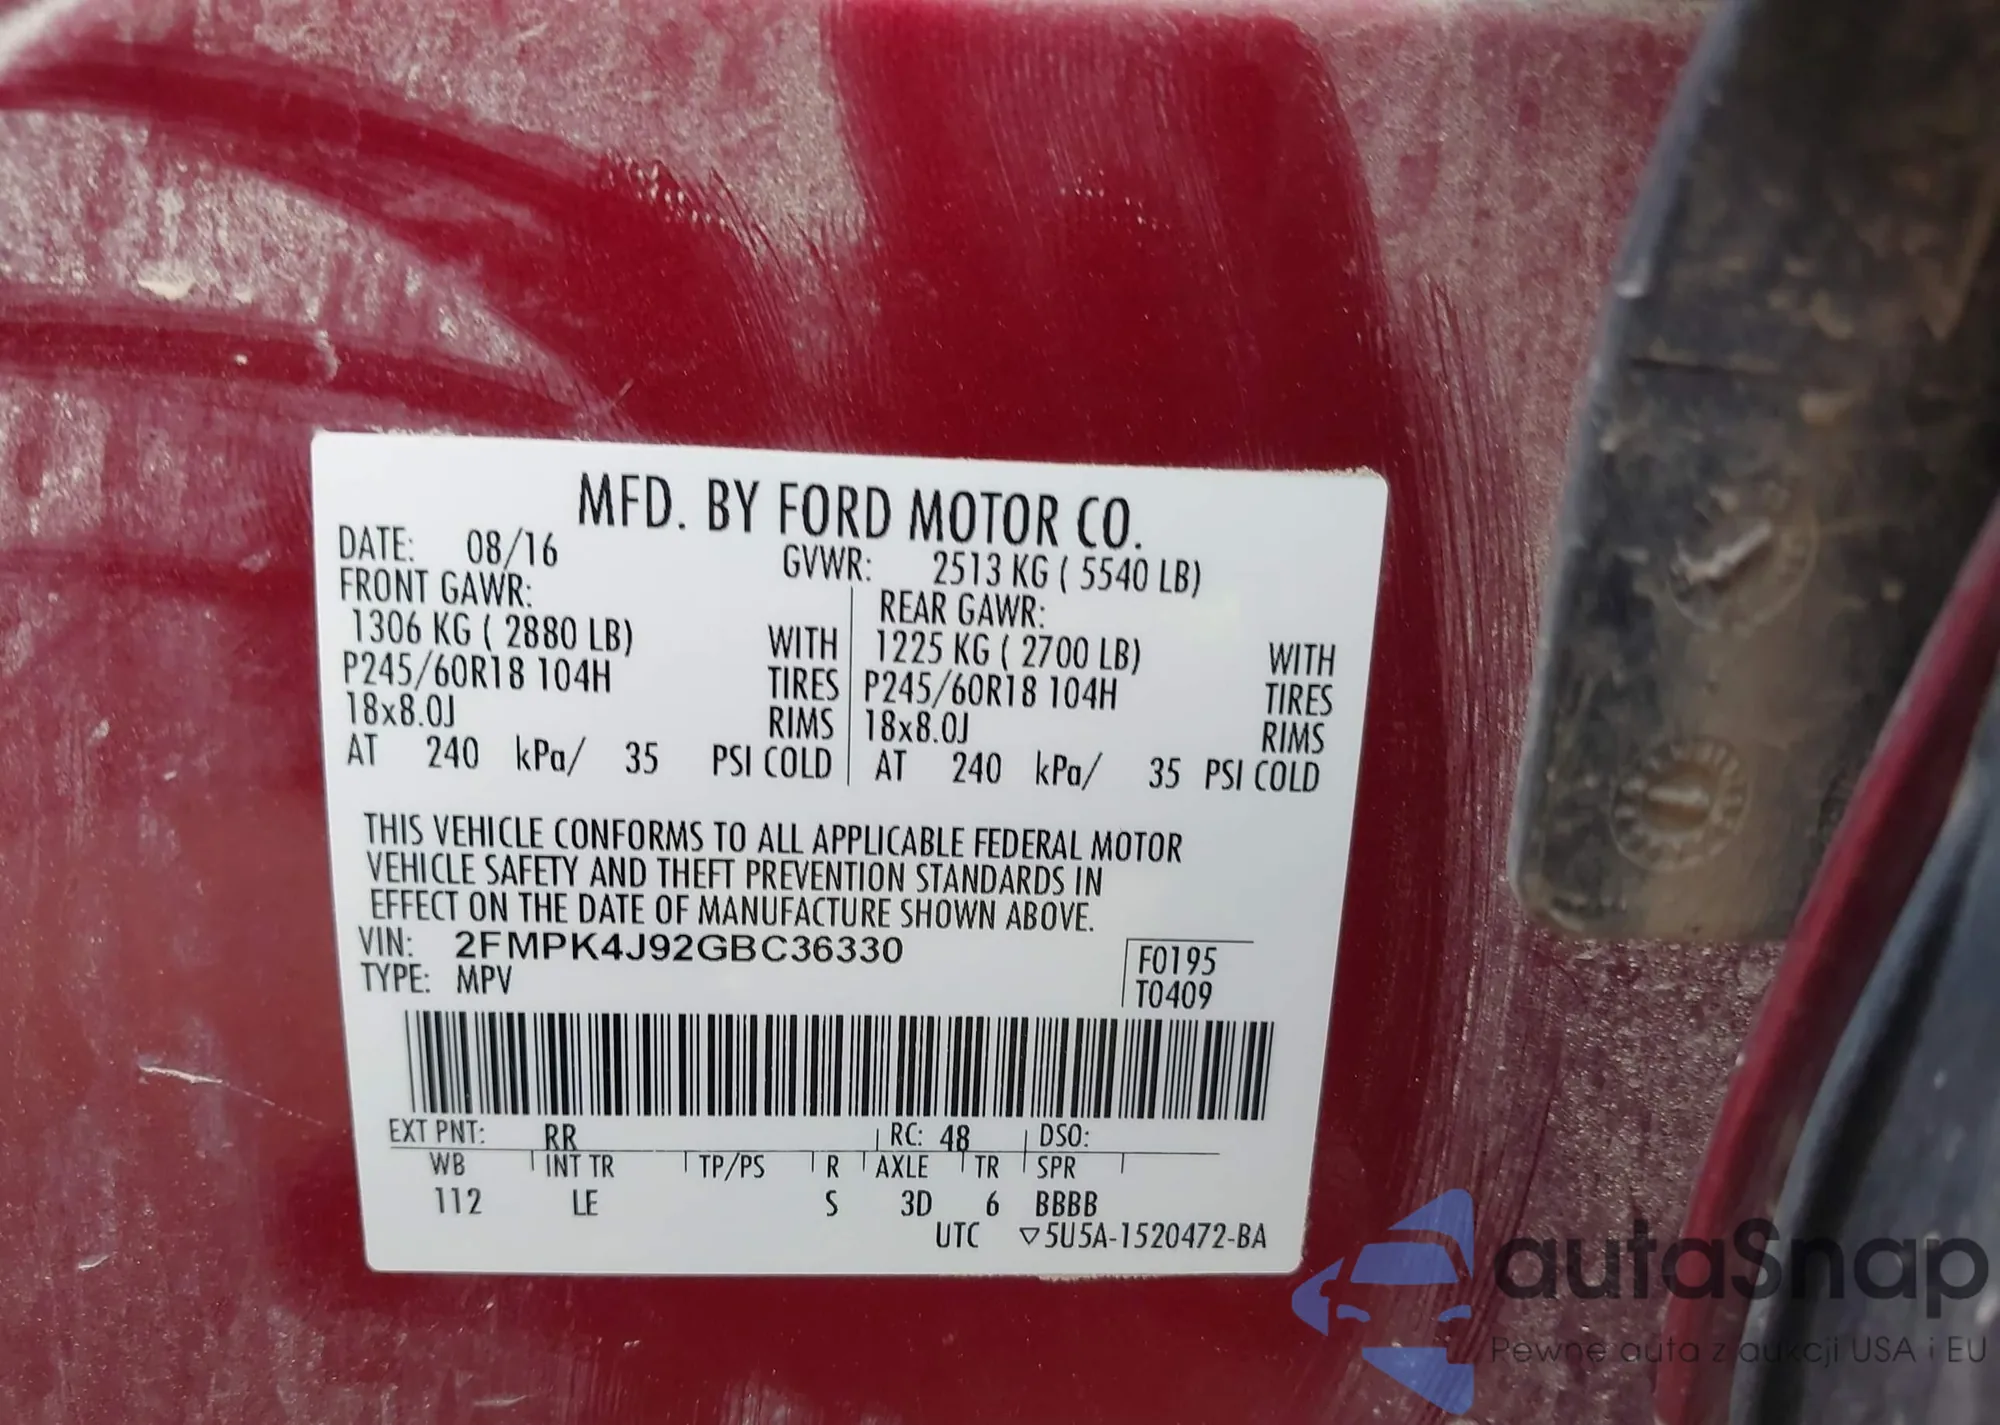 MFD. BY FORD MOTOR CO.
DATE: 08/16 GVWR: 2513 KG ( 5540 LB)
FRONT GAWR: REAR GAWR:
1306 KG ( 2880 LB) WITH 1225 KG ( 2700 LB) WITH
P245/60R18 104H TIRES P245/60R18 104H TIRES
18x8.0J RIMS 18x8.0J RIMS
AT 240 kPa/ 35 PSI COLD AT 240 kPa/ 35 PSI COLD
THIS VEHICLE CONFORMS TO ALL APPLICABLE FEDERAL MOTOR
VEHICLE SAFETY AND THEFT PREVENTION STANDARDS IN
EFFECT ON THE DATE OF MANUFACTURE SHOWN ABOVE.
VIN: 2FMPK4J92GBC36330 F0195
TYPE: MPV T0409
EXT PNT: RR RC: 48 DSO:
WB INT TR TP/PS R AXLE TR SPR
112 LE S 3D 6 BBBB
UTC ▽5U5A-1520472-BA
autaSnap
Pewne auta z aukcji USA i EU